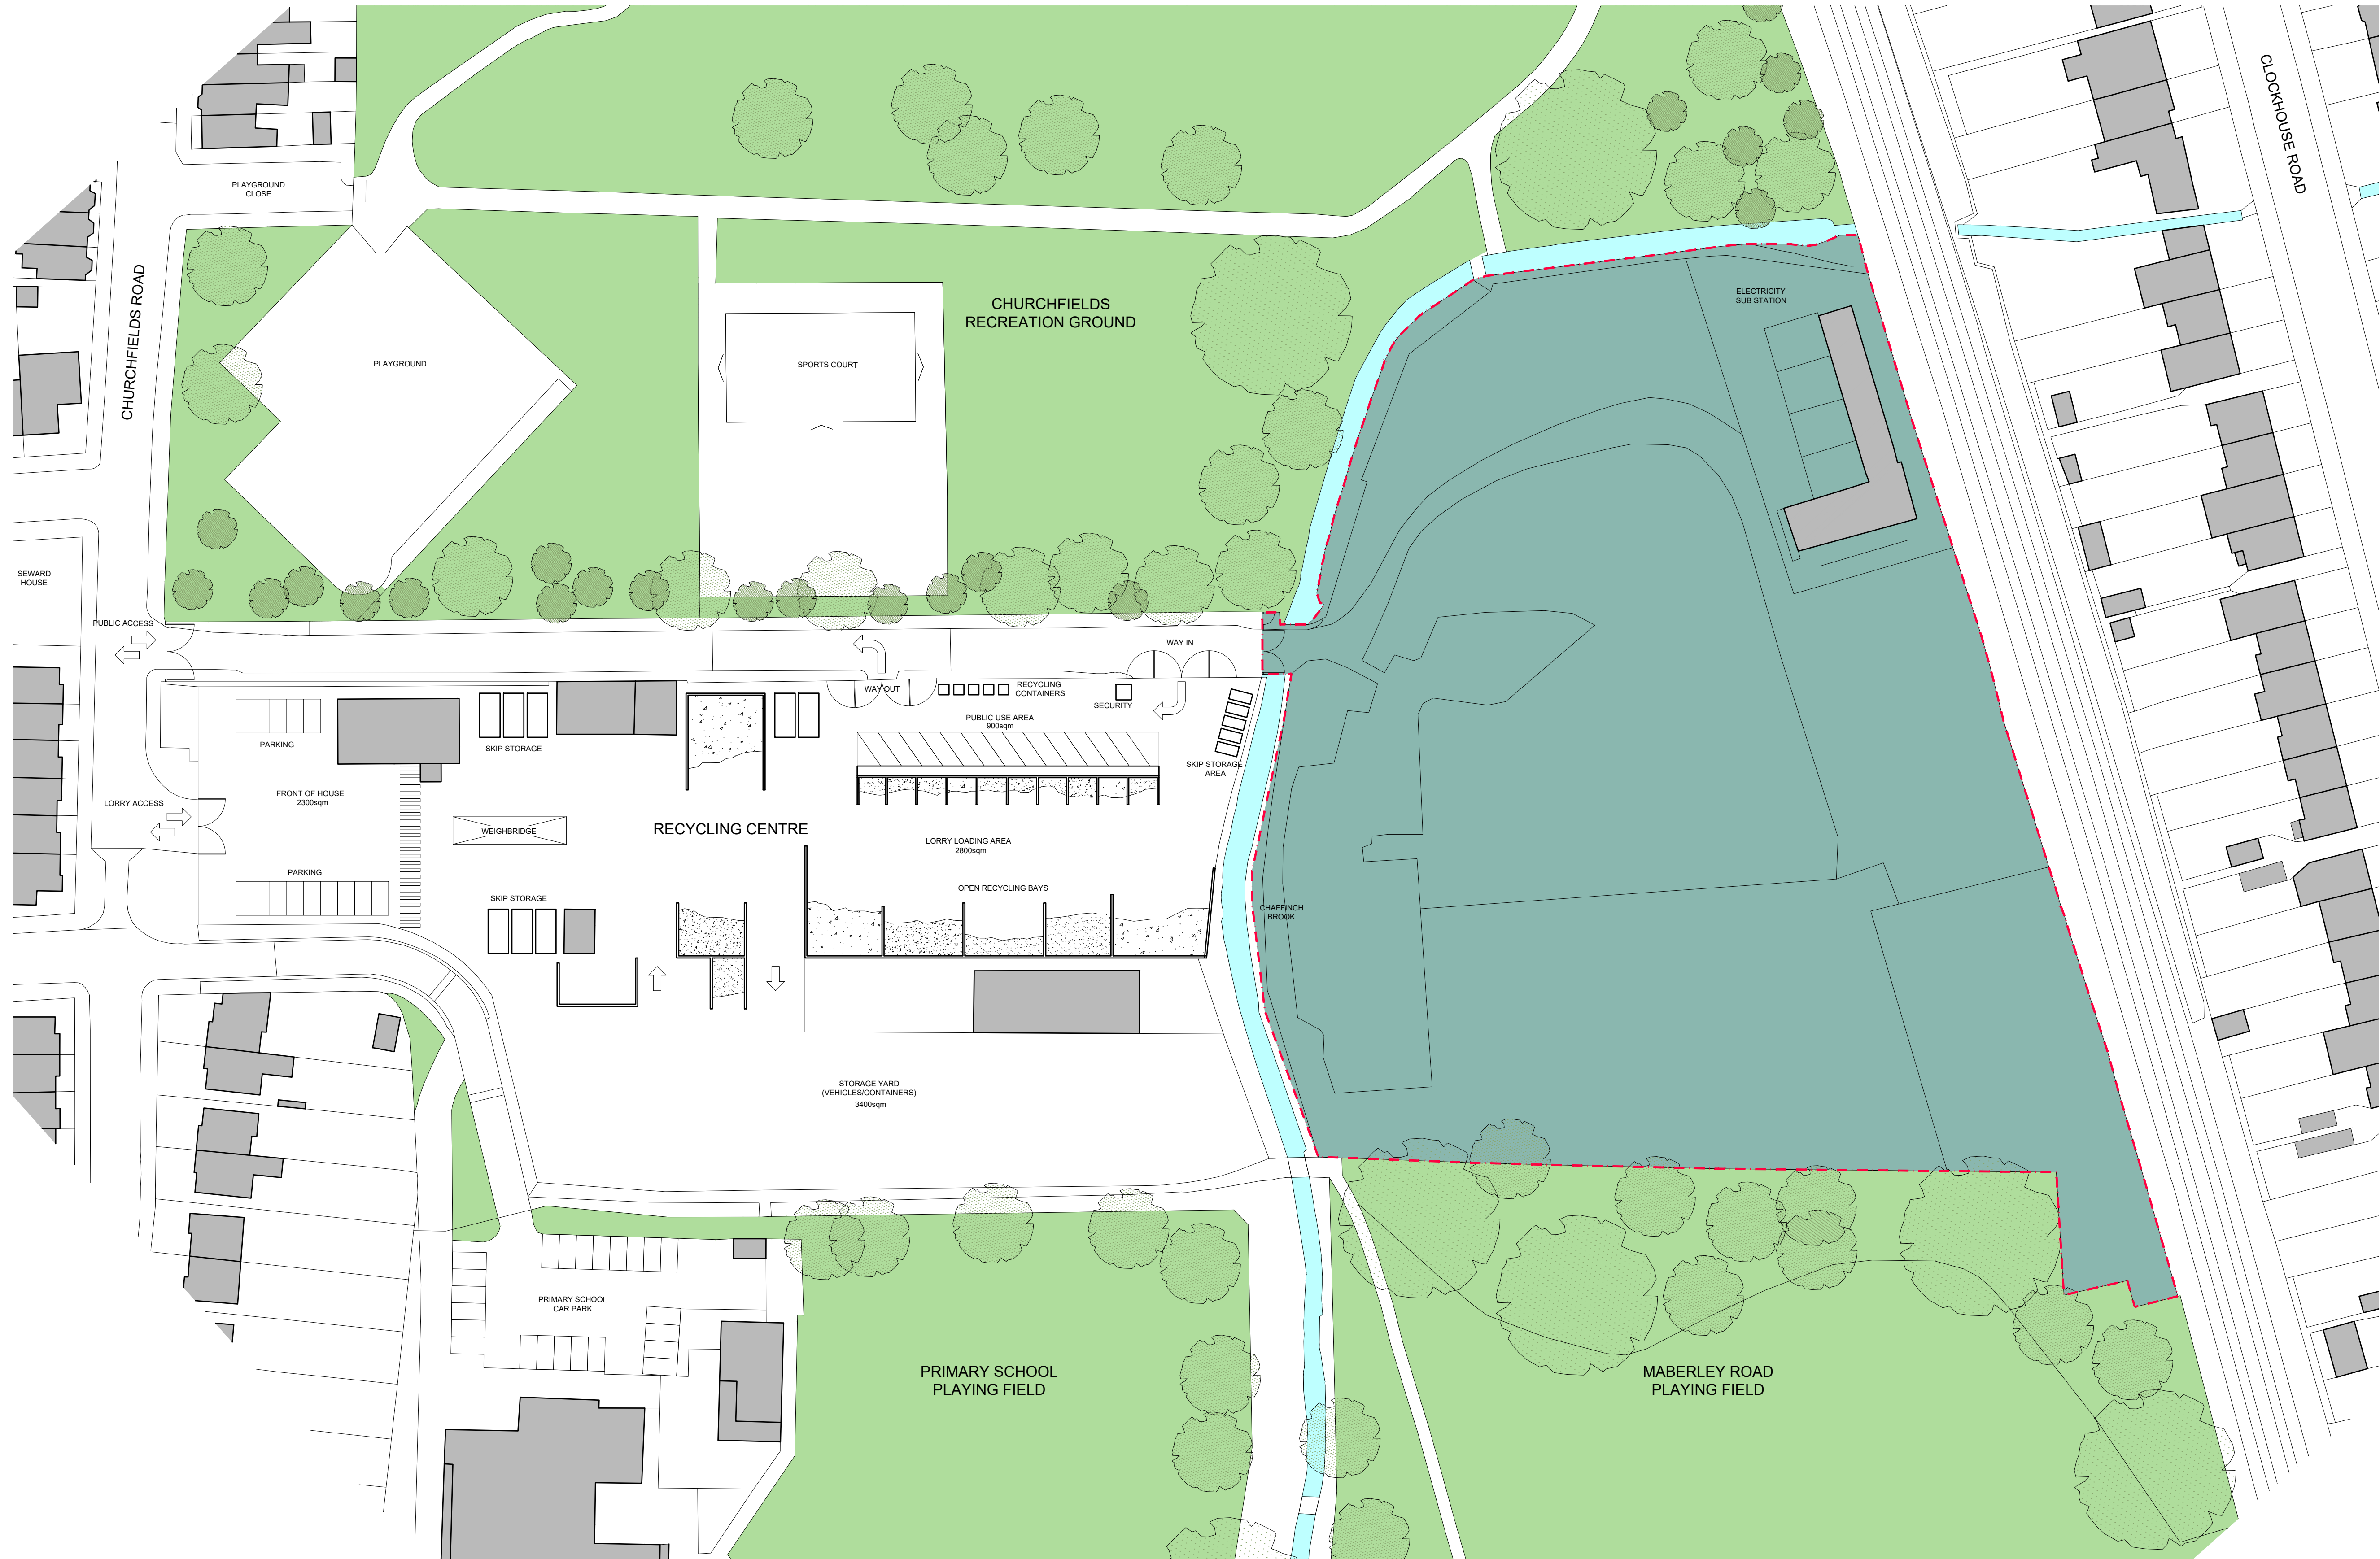 CLOCKHOUSE ROAD
PLAYGROUND
CLOSE
CHURCHFIELDS ROAD
CHURCHFIELDS
RECREATION GROUND
ELECTRICITY
SUB STATION
PLAYGROUND
SPORTS COURT
SEWARD
HOUSE
PUBLIC ACCESS
WAY IN
WAY OUT
RECYCLING
CONTAINERS
SECURITY
PUBLIC USE AREA
900sqm
PARKING
SKIP STORAGE
SKIP STORAGE
AREA
FRONT OF HOUSE
2300sqm
LORRY ACCESS
WEIGHBRIDGE
RECYCLING CENTRE
LORRY LOADING AREA
2800sqm
PARKING
OPEN RECYCLING BAYS
SKIP STORAGE
CHAFFINCH
BROOK
STORAGE YARD
(VEHICLES/CONTAINERS)
3400sqm
PRIMARY SCHOOL
CAR PARK
PRIMARY SCHOOL
PLAYING FIELD
MABERLEY ROAD
PLAYING FIELD